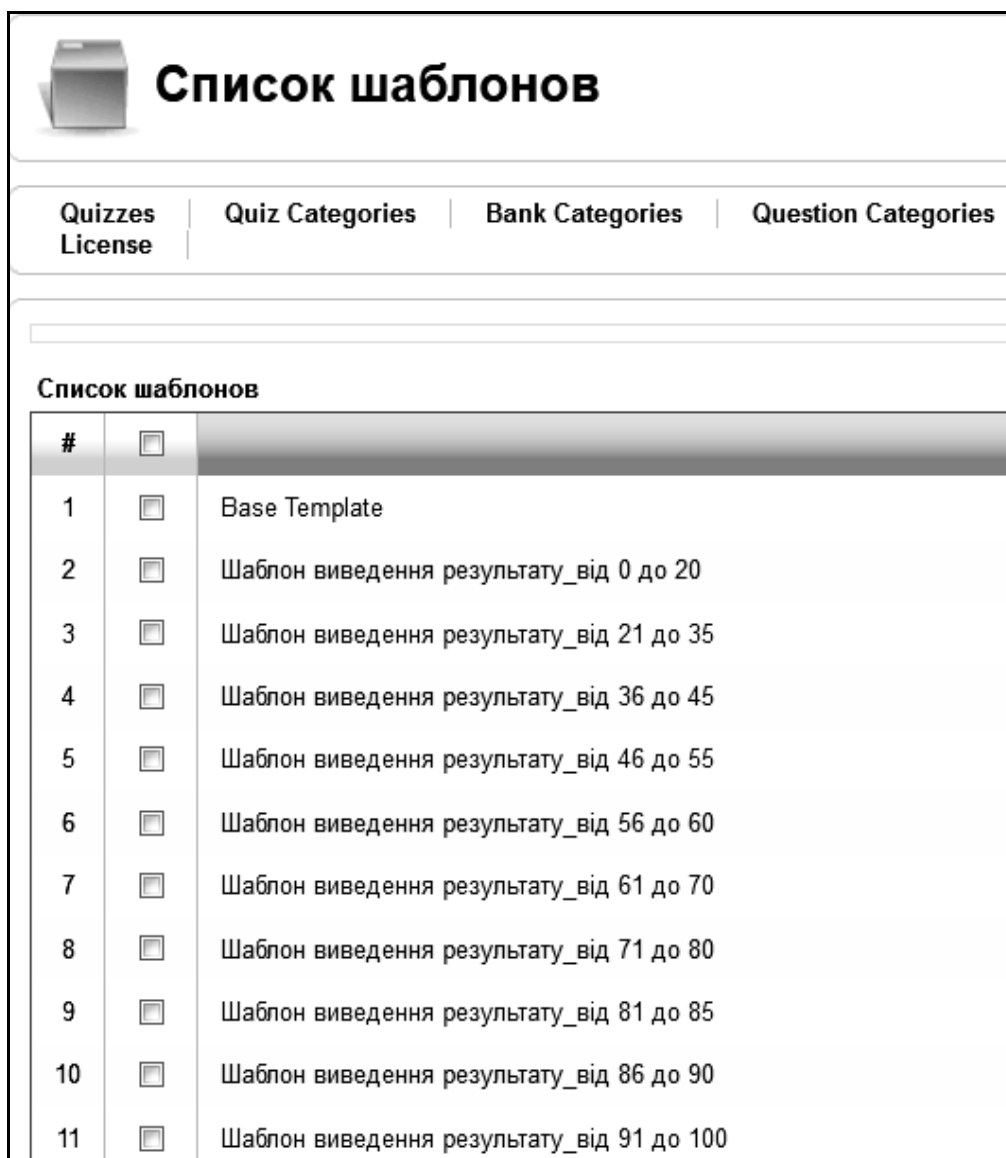 Список шаблонов
Quizzes Quiz Categories Bank Categories Question Categories
License
Список шаблонов
#
1 Base Template
2 Шаблон виведення результату_від 0 до 20
3 Шаблон виведення результату_від 21 до 35
4 Шаблон виведення результату_від 36 до 45
5 Шаблон виведення результату_від 46 до 55
6 Шаблон виведення результату_від 56 до 60
7 Шаблон виведення результату_від 61 до 70
8 Шаблон виведення результату_від 71 до 80
9 Шаблон виведення результату_від 81 до 85
10 Шаблон виведення результату_від 86 до 90
11 Шаблон виведення результату_від 91 до 100